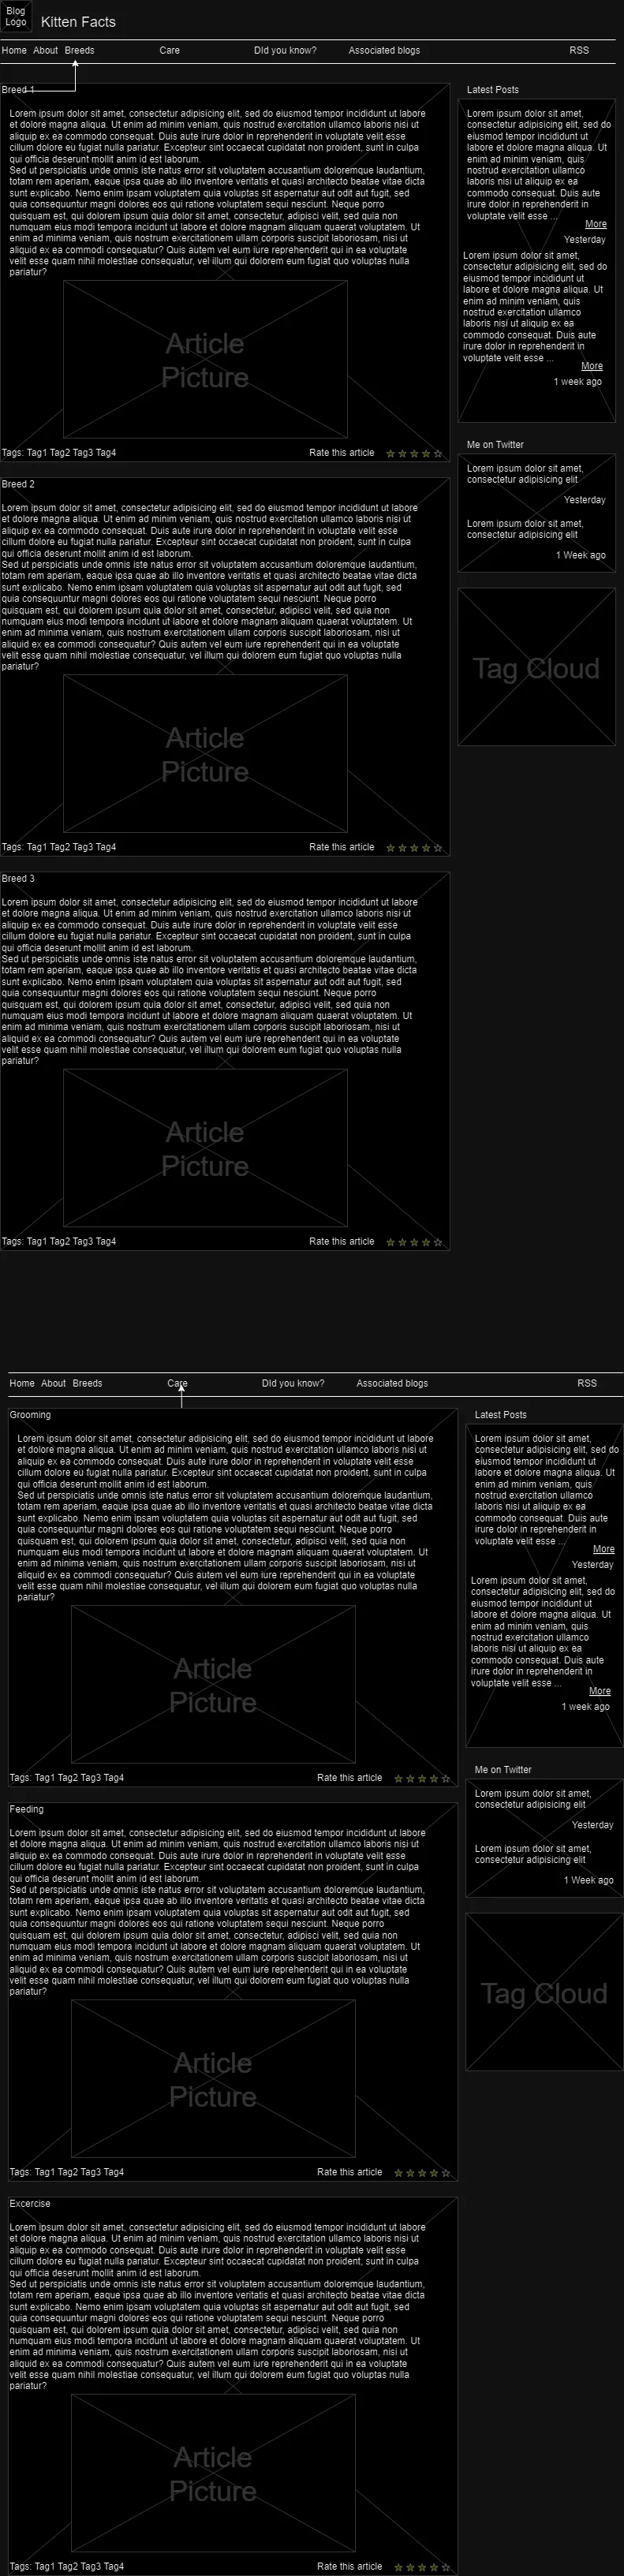 Blog
Logo
Kitten Facts
Home About Breeds Care DId you know? Associated blogs RSS
Breed 1
Lorem ipsum dolor sit amet, consectetur adipisicing elit, sed do eiusmod tempor incididunt ut labore
et dolore magna aliqua. Ut enim ad minim veniam, quis nostrud exercitation ullamco laboris nisi ut
aliquip ex ea commodo consequat. Duis aute irure dolor in reprehenderit in voluptate velit esse
cillum dolore eu fugiat nulla pariatur. Excepteur sint occaecat cupidatat non proident, sunt in culpa
qui officia deserunt mollit anim id est laborum.
Sed ut perspiciatis unde omnis iste natus error sit voluptatem accusantium doloremque laudantium,
totam rem aperiam, eaque ipsa quae ab illo inventore veritatis et quasi architecto beatae vitae dicta
sunt explicabo. Nemo enim ipsam voluptatem quia voluptas sit aspernatur aut odit aut fugit, sed
quia consequuntur magni dolores eos qui ratione voluptatem sequi nesciunt. Neque porro
quisquam est, qui dolorem ipsum quia dolor sit amet, consectetur, adipisci velit, sed quia non
numquam eius modi tempora incidunt ut labore et dolore magnam aliquam quaerat voluptatem. Ut
enim ad minima veniam, quis nostrum exercitationem ullam corporis suscipit laboriosam, nisi ut
aliquid ex ea commodi consequatur? Quis autem vel eum iure reprehenderit qui in ea voluptate
velit esse quam nihil molestiae consequatur, vel illum qui dolorem eum fugiat quo voluptas nulla
pariatur?
Article
Picture
Tags: Tag1 Tag2 Tag3 Tag4 Rate this article
Latest Posts
Lorem ipsum dolor sit amet,
consectetur adipisicing elit, sed do
eiusmod tempor incididunt ut
labore et dolore magna aliqua. Ut
enim ad minim veniam, quis
nostrud exercitation ullamco
laboris nisi ut aliquip ex ea
commodo consequat. Duis aute
irure dolor in reprehenderit in
voluptate velit esse ...
More
Yesterday
Lorem ipsum dolor sit amet,
consectetur adipisicing elit, sed do
eiusmod tempor incididunt ut
labore et dolore magna aliqua. Ut
enim ad minim veniam, quis
nostrud exercitation ullamco
laboris nisi ut aliquip ex ea
commodo consequat. Duis aute
irure dolor in reprehenderit in
voluptate velit esse ...
More
1 week ago
Me on Twitter
Lorem ipsum dolor sit amet,
consectetur adipisicing elit
Yesterday
Lorem ipsum dolor sit amet,
consectetur adipisicing elit
1 Week ago
Tag Cloud
Breed 2
Lorem ipsum dolor sit amet, consectetur adipisicing elit, sed do eiusmod tempor incididunt ut labore
et dolore magna aliqua. Ut enim ad minim veniam, quis nostrud exercitation ullamco laboris nisi ut
aliquip ex ea commodo consequat. Duis aute irure dolor in reprehenderit in voluptate velit esse
cillum dolore eu fugiat nulla pariatur. Excepteur sint occaecat cupidatat non proident, sunt in culpa
qui officia deserunt mollit anim id est laborum.
Sed ut perspiciatis unde omnis iste natus error sit voluptatem accusantium doloremque laudantium,
totam rem aperiam, eaque ipsa quae ab illo inventore veritatis et quasi architecto beatae vitae dicta
sunt explicabo. Nemo enim ipsam voluptatem quia voluptas sit aspernatur aut odit aut fugit, sed
quia consequuntur magni dolores eos qui ratione voluptatem sequi nesciunt. Neque porro
quisquam est, qui dolorem ipsum quia dolor sit amet, consectetur, adipisci velit, sed quia non
numquam eius modi tempora incidunt ut labore et dolore magnam aliquam quaerat voluptatem. Ut
enim ad minima veniam, quis nostrum exercitationem ullam corporis suscipit laboriosam, nisi ut
aliquid ex ea commodi consequatur? Quis autem vel eum iure reprehenderit qui in ea voluptate
velit esse quam nihil molestiae consequatur, vel illum qui dolorem eum fugiat quo voluptas nulla
pariatur?
Article
Picture
Tags: Tag1 Tag2 Tag3 Tag4 Rate this article
Breed 3
Lorem ipsum dolor sit amet, consectetur adipisicing elit, sed do eiusmod tempor incididunt ut labore
et dolore magna aliqua. Ut enim ad minim veniam, quis nostrud exercitation ullamco laboris nisi ut
aliquip ex ea commodo consequat. Duis aute irure dolor in reprehenderit in voluptate velit esse
cillum dolore eu fugiat nulla pariatur. Excepteur sint occaecat cupidatat non proident, sunt in culpa
qui officia deserunt mollit anim id est laborum.
Sed ut perspiciatis unde omnis iste natus error sit voluptatem accusantium doloremque laudantium,
totam rem aperiam, eaque ipsa quae ab illo inventore veritatis et quasi architecto beatae vitae dicta
sunt explicabo. Nemo enim ipsam voluptatem quia voluptas sit aspernatur aut odit aut fugit, sed
quia consequuntur magni dolores eos qui ratione voluptatem sequi nesciunt. Neque porro
quisquam est, qui dolorem ipsum quia dolor sit amet, consectetur, adipisci velit, sed quia non
numquam eius modi tempora incidunt ut labore et dolore magnam aliquam quaerat voluptatem. Ut
enim ad minima veniam, quis nostrum exercitationem ullam corporis suscipit laboriosam, nisi ut
aliquid ex ea commodi consequatur? Quis autem vel eum iure reprehenderit qui in ea voluptate
velit esse quam nihil molestiae consequatur, vel illum qui dolorem eum fugiat quo voluptas nulla
pariatur?
Article
Picture
Tags: Tag1 Tag2 Tag3 Tag4 Rate this article
Home About Breeds Care DId you know? Associated blogs RSS
Grooming
Lorem ipsum dolor sit amet, consectetur adipisicing elit, sed do eiusmod tempor incididunt ut labore
et dolore magna aliqua. Ut enim ad minim veniam, quis nostrud exercitation ullamco laboris nisi ut
aliquip ex ea commodo consequat. Duis aute irure dolor in reprehenderit in voluptate velit esse
cillum dolore eu fugiat nulla pariatur. Excepteur sint occaecat cupidatat non proident, sunt in culpa
qui officia deserunt mollit anim id est laborum.
Sed ut perspiciatis unde omnis iste natus error sit voluptatem accusantium doloremque laudantium,
totam rem aperiam, eaque ipsa quae ab illo inventore veritatis et quasi architecto beatae vitae dicta
sunt explicabo. Nemo enim ipsam voluptatem quia voluptas sit aspernatur aut odit aut fugit, sed
quia consequuntur magni dolores eos qui ratione voluptatem sequi nesciunt. Neque porro
quisquam est, qui dolorem ipsum quia dolor sit amet, consectetur, adipisci velit, sed quia non
numquam eius modi tempora incidunt ut labore et dolore magnam aliquam quaerat voluptatem. Ut
enim ad minima veniam, quis nostrum exercitationem ullam corporis suscipit laboriosam, nisi ut
aliquid ex ea commodi consequatur? Quis autem vel eum iure reprehenderit qui in ea voluptate
velit esse quam nihil molestiae consequatur, vel illum qui dolorem eum fugiat quo voluptas nulla
pariatur?
Article
Picture
Tags: Tag1 Tag2 Tag3 Tag4 Rate this article
Latest Posts
Lorem ipsum dolor sit amet,
consectetur adipisicing elit, sed do
eiusmod tempor incididunt ut
labore et dolore magna aliqua. Ut
enim ad minim veniam, quis
nostrud exercitation ullamco
laboris nisi ut aliquip ex ea
commodo consequat. Duis aute
irure dolor in reprehenderit in
voluptate velit esse ...
More
Yesterday
Lorem ipsum dolor sit amet,
consectetur adipisicing elit, sed do
eiusmod tempor incididunt ut
labore et dolore magna aliqua. Ut
enim ad minim veniam, quis
nostrud exercitation ullamco
laboris nisi ut aliquip ex ea
commodo consequat. Duis aute
irure dolor in reprehenderit in
voluptate velit esse ...
More
1 week ago
Me on Twitter
Lorem ipsum dolor sit amet,
consectetur adipisicing elit
Yesterday
Lorem ipsum dolor sit amet,
consectetur adipisicing elit
1 Week ago
Tag Cloud
Feeding
Lorem ipsum dolor sit amet, consectetur adipisicing elit, sed do eiusmod tempor incididunt ut labore
et dolore magna aliqua. Ut enim ad minim veniam, quis nostrud exercitation ullamco laboris nisi ut
aliquip ex ea commodo consequat. Duis aute irure dolor in reprehenderit in voluptate velit esse
cillum dolore eu fugiat nulla pariatur. Excepteur sint occaecat cupidatat non proident, sunt in culpa
qui officia deserunt mollit anim id est laborum.
Sed ut perspiciatis unde omnis iste natus error sit voluptatem accusantium doloremque laudantium,
totam rem aperiam, eaque ipsa quae ab illo inventore veritatis et quasi architecto beatae vitae dicta
sunt explicabo. Nemo enim ipsam voluptatem quia voluptas sit aspernatur aut odit aut fugit, sed
quia consequuntur magni dolores eos qui ratione voluptatem sequi nesciunt. Neque porro
quisquam est, qui dolorem ipsum quia dolor sit amet, consectetur, adipisci velit, sed quia non
numquam eius modi tempora incidunt ut labore et dolore magnam aliquam quaerat voluptatem. Ut
enim ad minima veniam, quis nostrum exercitationem ullam corporis suscipit laboriosam, nisi ut
aliquid ex ea commodi consequatur? Quis autem vel eum iure reprehenderit qui in ea voluptate
velit esse quam nihil molestiae consequatur, vel illum qui dolorem eum fugiat quo voluptas nulla
pariatur?
Article
Picture
Tags: Tag1 Tag2 Tag3 Tag4 Rate this article
Excercise
Lorem ipsum dolor sit amet, consectetur adipisicing elit, sed do eiusmod tempor incididunt ut labore
et dolore magna aliqua. Ut enim ad minim veniam, quis nostrud exercitation ullamco laboris nisi ut
aliquip ex ea commodo consequat. Duis aute irure dolor in reprehenderit in voluptate velit esse
cillum dolore eu fugiat nulla pariatur. Excepteur sint occaecat cupidatat non proident, sunt in culpa
qui officia deserunt mollit anim id est laborum.
Sed ut perspiciatis unde omnis iste natus error sit voluptatem accusantium doloremque laudantium,
totam rem aperiam, eaque ipsa quae ab illo inventore veritatis et quasi architecto beatae vitae dicta
sunt explicabo. Nemo enim ipsam voluptatem quia voluptas sit aspernatur aut odit aut fugit, sed
quia consequuntur magni dolores eos qui ratione voluptatem sequi nesciunt. Neque porro
quisquam est, qui dolorem ipsum quia dolor sit amet, consectetur, adipisci velit, sed quia non
numquam eius modi tempora incidunt ut labore et dolore magnam aliquam quaerat voluptatem. Ut
enim ad minima veniam, quis nostrum exercitationem ullam corporis suscipit laboriosam, nisi ut
aliquid ex ea commodi consequatur? Quis autem vel eum iure reprehenderit qui in ea voluptate
velit esse quam nihil molestiae consequatur, vel illum qui dolorem eum fugiat quo voluptas nulla
pariatur?
Article
Picture
Tags: Tag1 Tag2 Tag3 Tag4 Rate this article